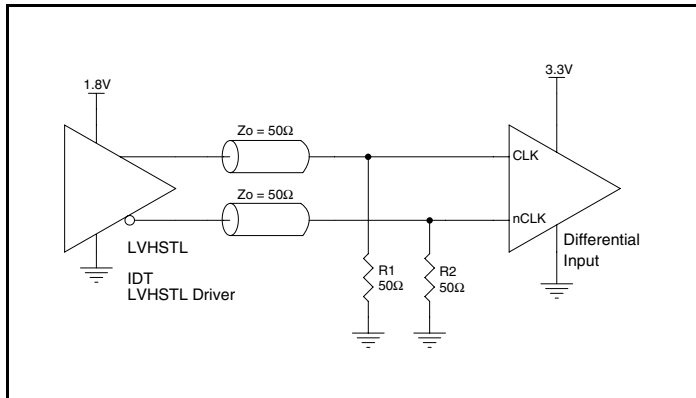 1.8V
3.3V
Zo = 50Ω
CLK
Zo = 50Ω
nCLK
LVHSTL
IDT
LVHSTL Driver
R1
50Ω
R2
50Ω
Differential
Input